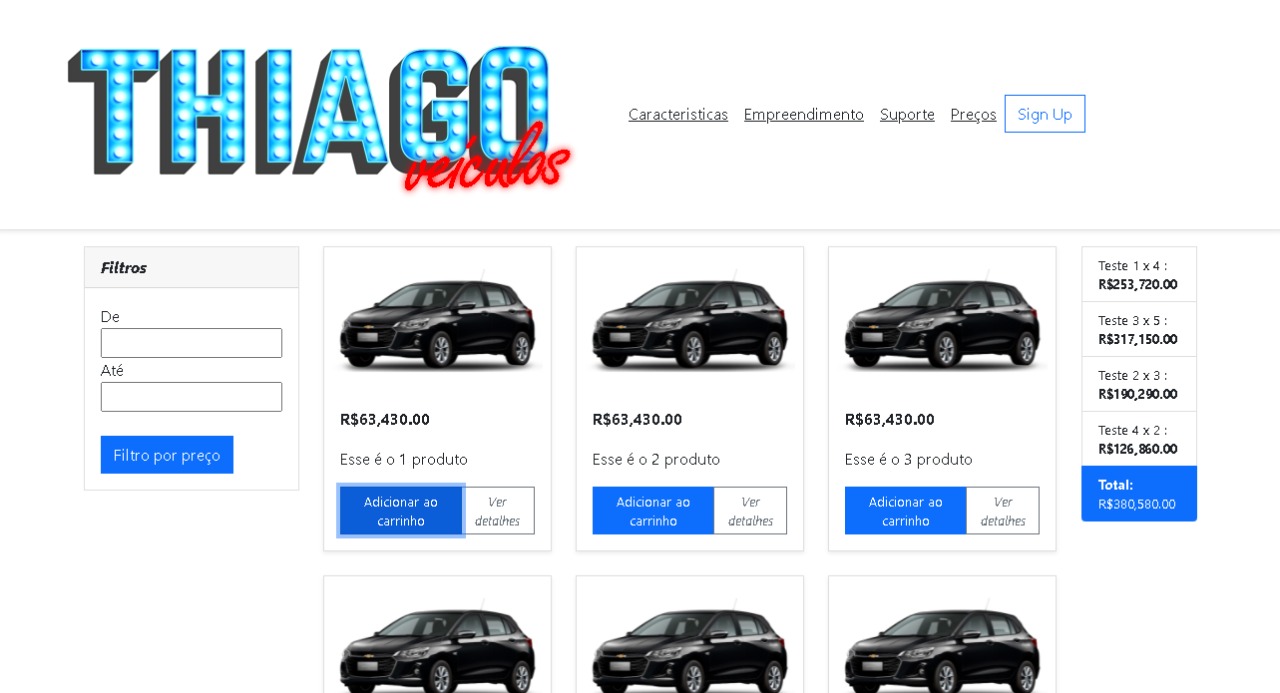 THIAGO
veículos
Caracteristicas Empreendimento Suporte Preços Sign Up
Filtros
De
Até
Filtro por preço
R$63,430.00
Esse é o 1 produto
Adicionar ao
carrinho
Ver
detalhes
R$63,430.00
Esse é o 2 produto
Adicionar ao
carrinho
Ver
detalhes
R$63,430.00
Esse é o 3 produto
Adicionar ao
carrinho
Ver
detalhes
Teste 1 x 4 :
R$253,720.00
Teste 3 x 5 :
R$317,150.00
Teste 2 x 3 :
R$190,290.00
Teste 4 x 2 :
R$126,860.00
Total:
R$380,580.00